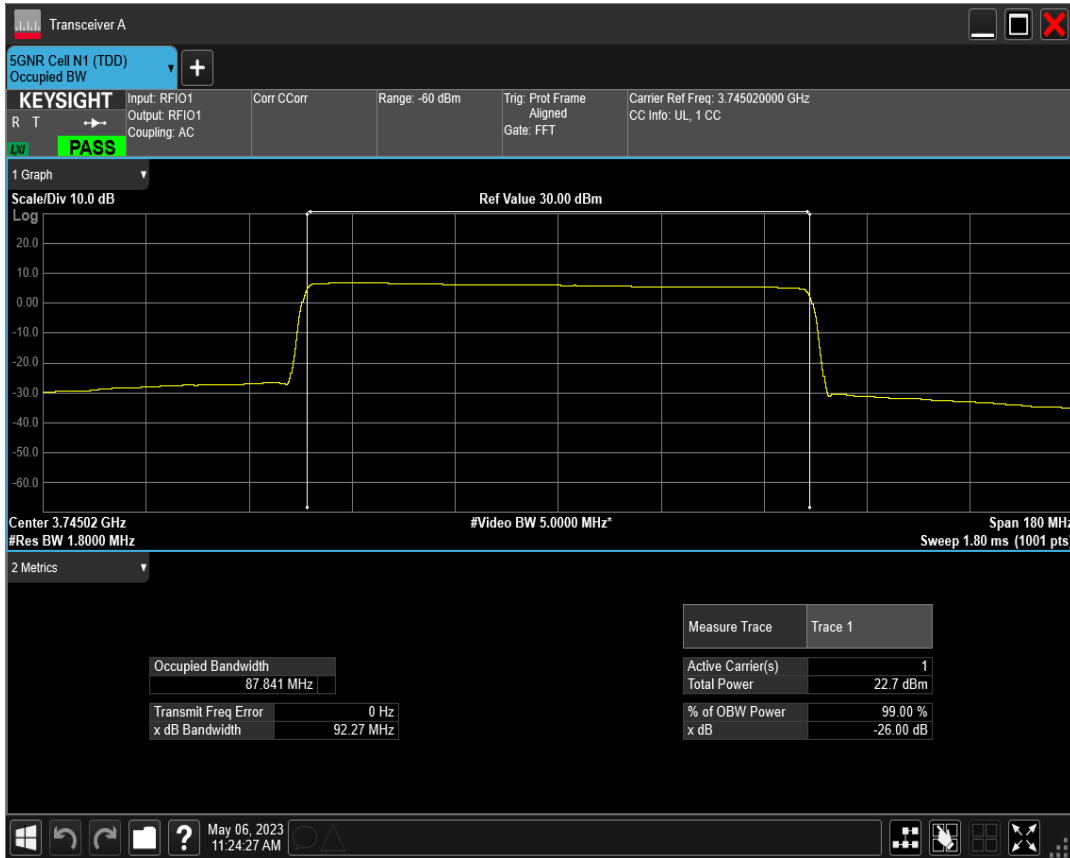 Transceiver A
5GNR Cell N1 (TDD)
Occupied BW
+
KEYSIGHT
R T
LXI
PASS
Input: RFIO1
Output: RFIO1
Coupling: AC
Corr CCorr
Range: -60 dBm
Trig: Prot Frame
Aligned
Gate: FFT
Carrier Ref Freq: 3.745020000 GHz
CC Info: UL, 1 CC
1 Graph
Scale/Div 10.0 dB
Ref Value 30.00 dBm
Log
20.0
10.0
0.00
-10.0
-20.0
-30.0
-40.0
-50.0
-60.0
Center 3.74502 GHz
#Video BW 5.0000 MHz*
Span 180 MHz
#Res BW 1.8000 MHz
Sweep 1.80 ms (1001 pts)
2 Metrics
Measure Trace Trace 1
Occupied Bandwidth
87.841 MHz
Transmit Freq Error 0 Hz
x dB Bandwidth 92.27 MHz
Active Carrier(s) 1
Total Power 22.7 dBm
% of OBW Power 99.00 %
x dB -26.00 dB
?
May 06, 2023
11:24:27 AM